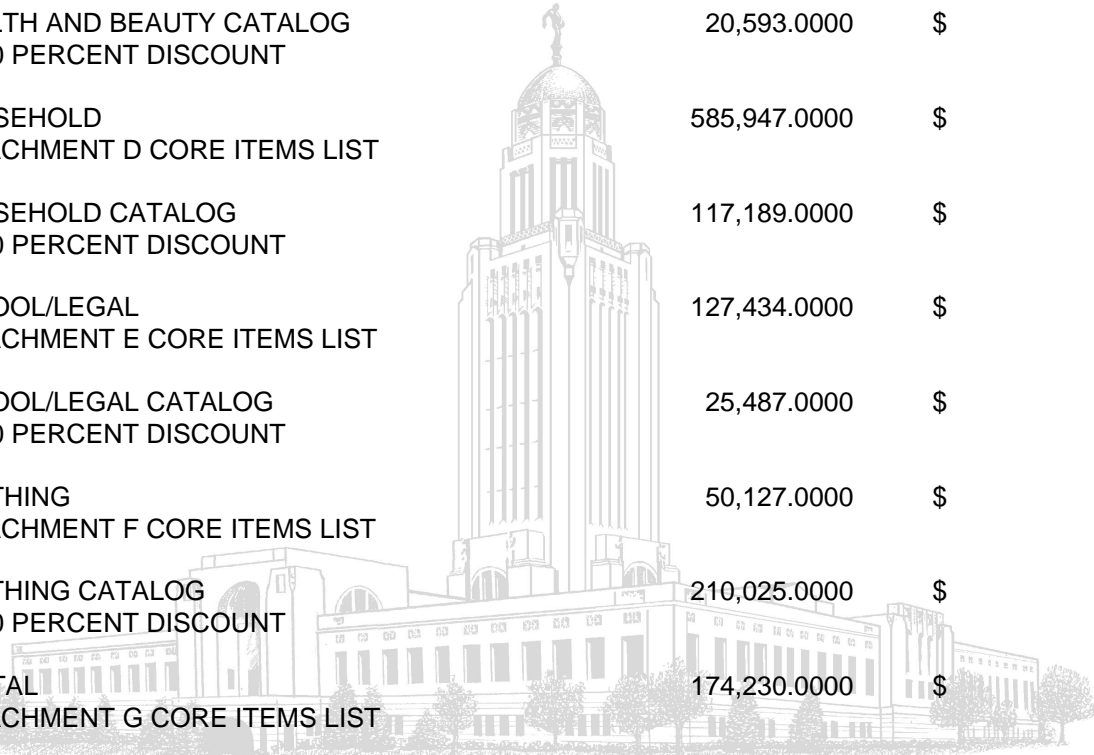 LTH AND BEAUTY CATALOG 20,593.0000 $
0 PERCENT DISCOUNT
SEHOLD 585,947.0000 $
ACHMENT D CORE ITEMS LIST
SEHOLD CATALOG 117,189.0000 $
0 PERCENT DISCOUNT
OOL/LEGAL 127,434.0000 $
ACHMENT E CORE ITEMS LIST
OOL/LEGAL CATALOG 25,487.0000 $
0 PERCENT DISCOUNT
THING 50,127.0000 $
ACHMENT F CORE ITEMS LIST
THING CATALOG 210,025.0000 $
0 PERCENT DISCOUNT
TAL 174,230.0000 $
ACHMENT G CORE ITEMS LIST